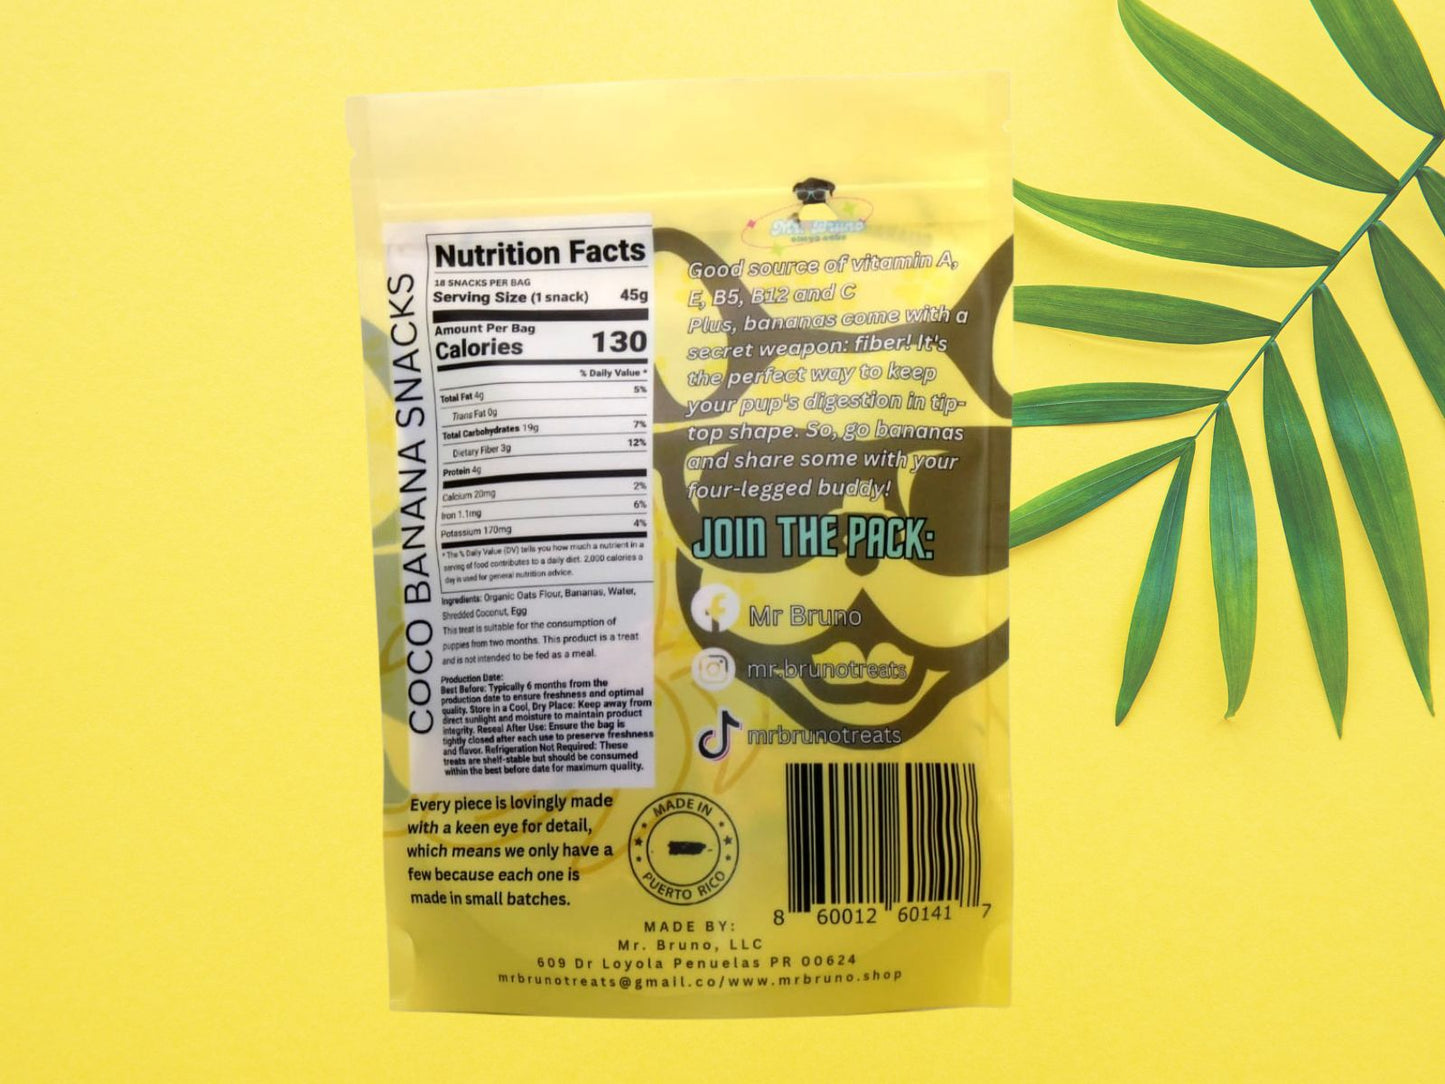 COCO BANANA SNACKS
Nutrition Facts
18 SNACKS PER BAG
Serving Size (1 snack) 45g
Amount Per Bag
Calories 130
% Daily Value *
Total Fat 4g 5%
Trans Fat 0g
Total Carbohydrates 19g 7%
Dietary Fiber 3g 12%
Protein 4g
Calcium 20mg 2%
Iron 1.1mg 6%
Potassium 170mg 4%
* The % Daily Value (DV) tells you how much a nutrient in a
serving of food contributes to a daily diet. 2,000 calories a
day is used for general nutrition advice.
Ingredients: Organic Oats Flour, Bananas, Water,
Shredded Coconut, Egg
This treat is suitable for the consumption of
puppies from two months. This product is a treat
and is not intended to be fed as a meal.
Production Date:
Best Before: Typically 6 months from the
production date to ensure freshness and optimal
quality. Store in a Cool, Dry Place: Keep away from
direct sunlight and moisture to maintain product
integrity. Reseal After Use: Ensure the bag is
tightly closed after each use to preserve freshness
and flavor. Refrigeration Not Required: These
treats are shelf-stable but should be consumed
within the best before date for maximum quality.
Every piece is lovingly made
with a keen eye for detail,
which means we only have a
few because each one is
made in small batches.
Mr. Bruno
Good source of vitamin A,
E, B5, B12 and C
Plus, bananas come with a
secret weapon: fiber! It's
the perfect way to keep
your pup's digestion in tip-
top shape. So, go bananas
and share some with your
four-legged buddy!
JOIN THE PACK:
Mr Bruno
mr.brunotreats
mrbrunotreats
MADE IN
PUERTO RICO
8 60012 60141 7
MADE BY:
Mr. Bruno, LLC
609 Dr Loyola Penuelas PR 00624
mrbrunotreats@gmail.co/www.mrbruno.shop